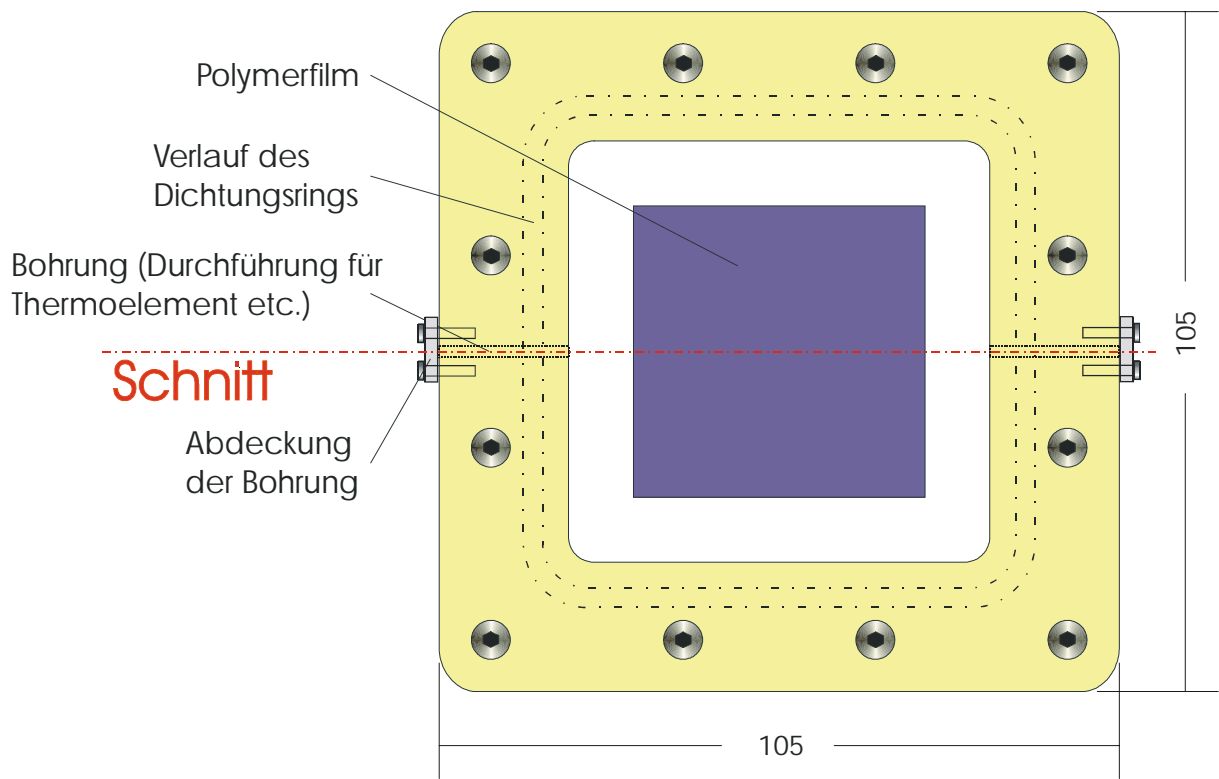 Polymerfilm
Verlauf des
Dichtungsrings
Bohrung (Durchführung für
Thermoelement etc.)
Schnitt
Abdeckung
der Bohrung
105
105